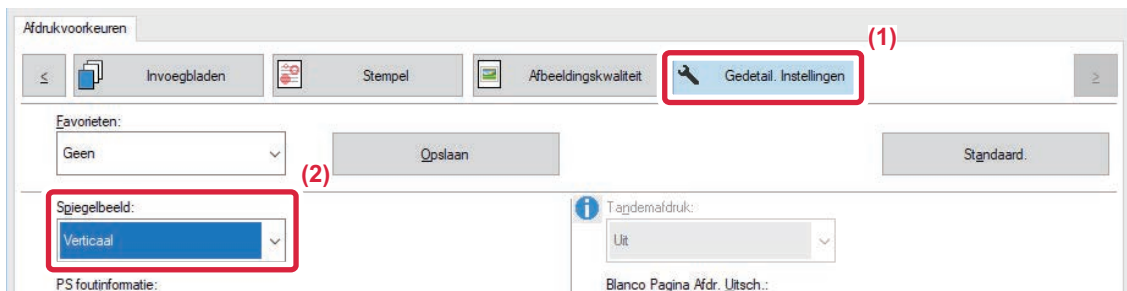 Afdrukvoorkeuren
(1)
< Invoegbladen Stempel Afbeeldingskwaliteit Gedetail. Instellingen >
Favorieten:
Geen Opslaan Standaard.
(2)
Spiegelbeeld: Tandemafdruk:
Verticaal Uit
PS foutinformatie: Blanco Pagina Afdr. Uitsch.: